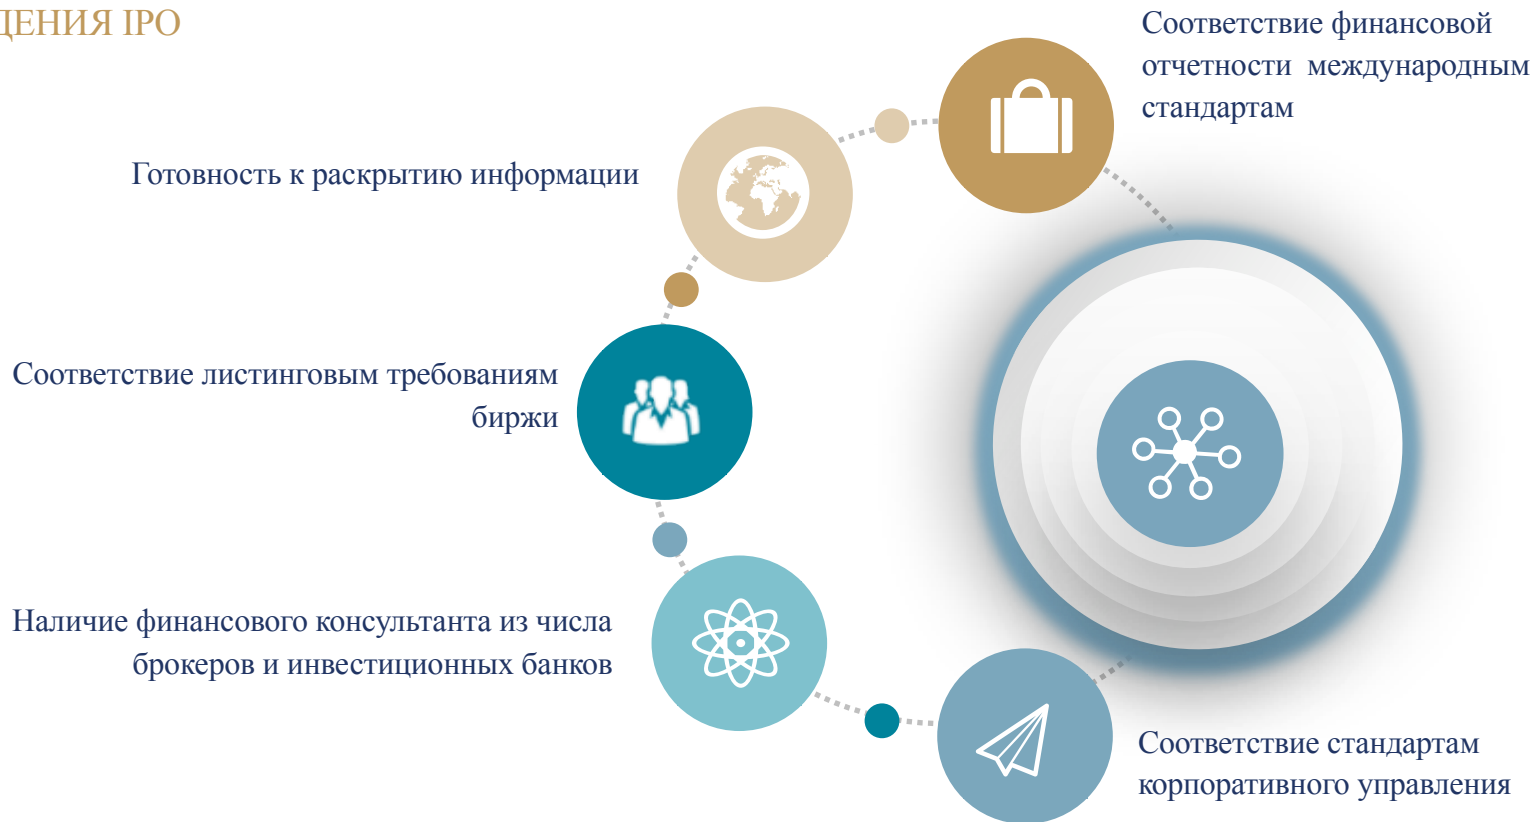 ДЕНИЯ IPO
Соответствие финансовой
отчетности международным
стандартам
Готовность к раскрытию информации
Соответствие листинговым требованиям
биржи
Наличие финансового консультанта из числа
брокеров и инвестиционных банков
Соответствие стандартам
корпоративного управления